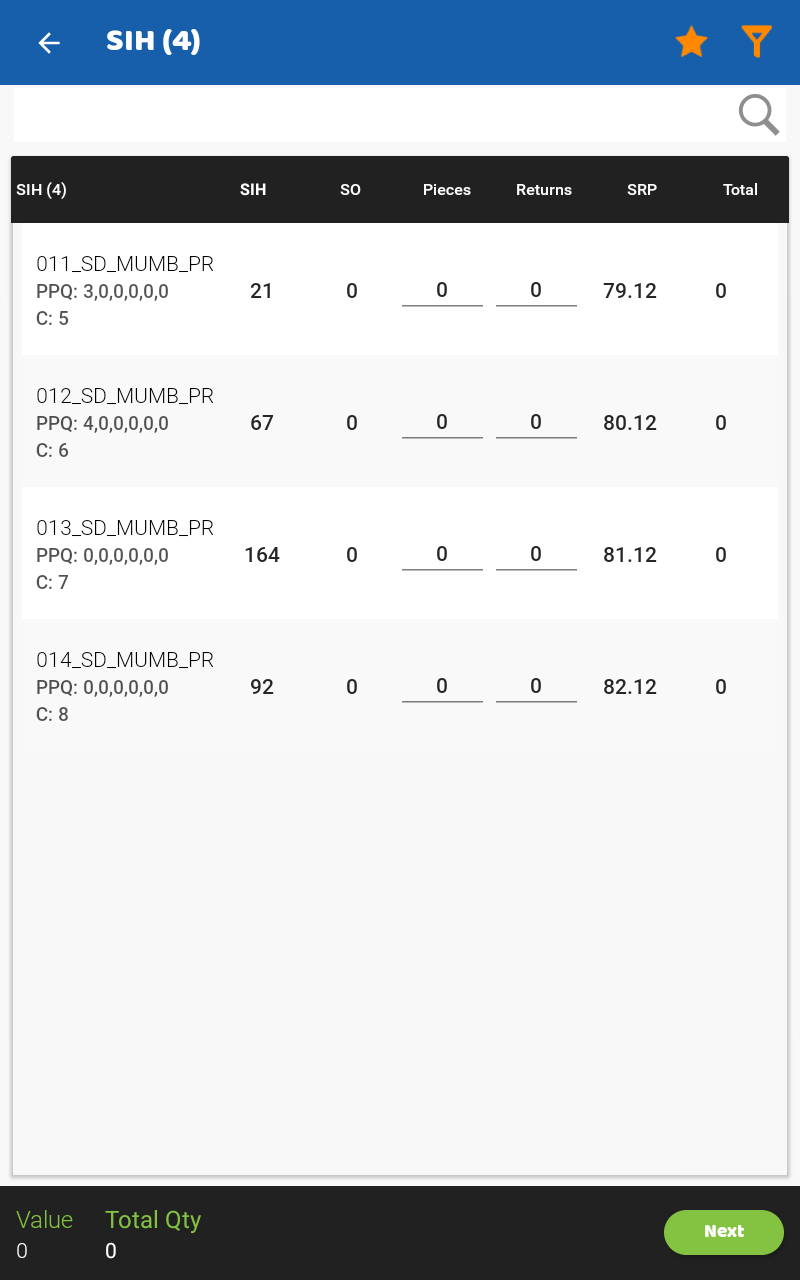 SIH (4)
SIH (4) SIH SO Pieces Returns SRP Total
011_SD_MUMB_PR
PPQ: 3,0,0,0,0,0
C: 5
21 0 0 0 79.12 0
012_SD_MUMB_PR
PPQ: 4,0,0,0,0,0
C: 6
67 0 0 0 80.12 0
013_SD_MUMB_PR
PPQ: 0,0,0,0,0,0
C: 7
164 0 0 0 81.12 0
014_SD_MUMB_PR
PPQ: 0,0,0,0,0,0
C: 8
92 0 0 0 82.12 0
Value Total Qty
0 0
Next